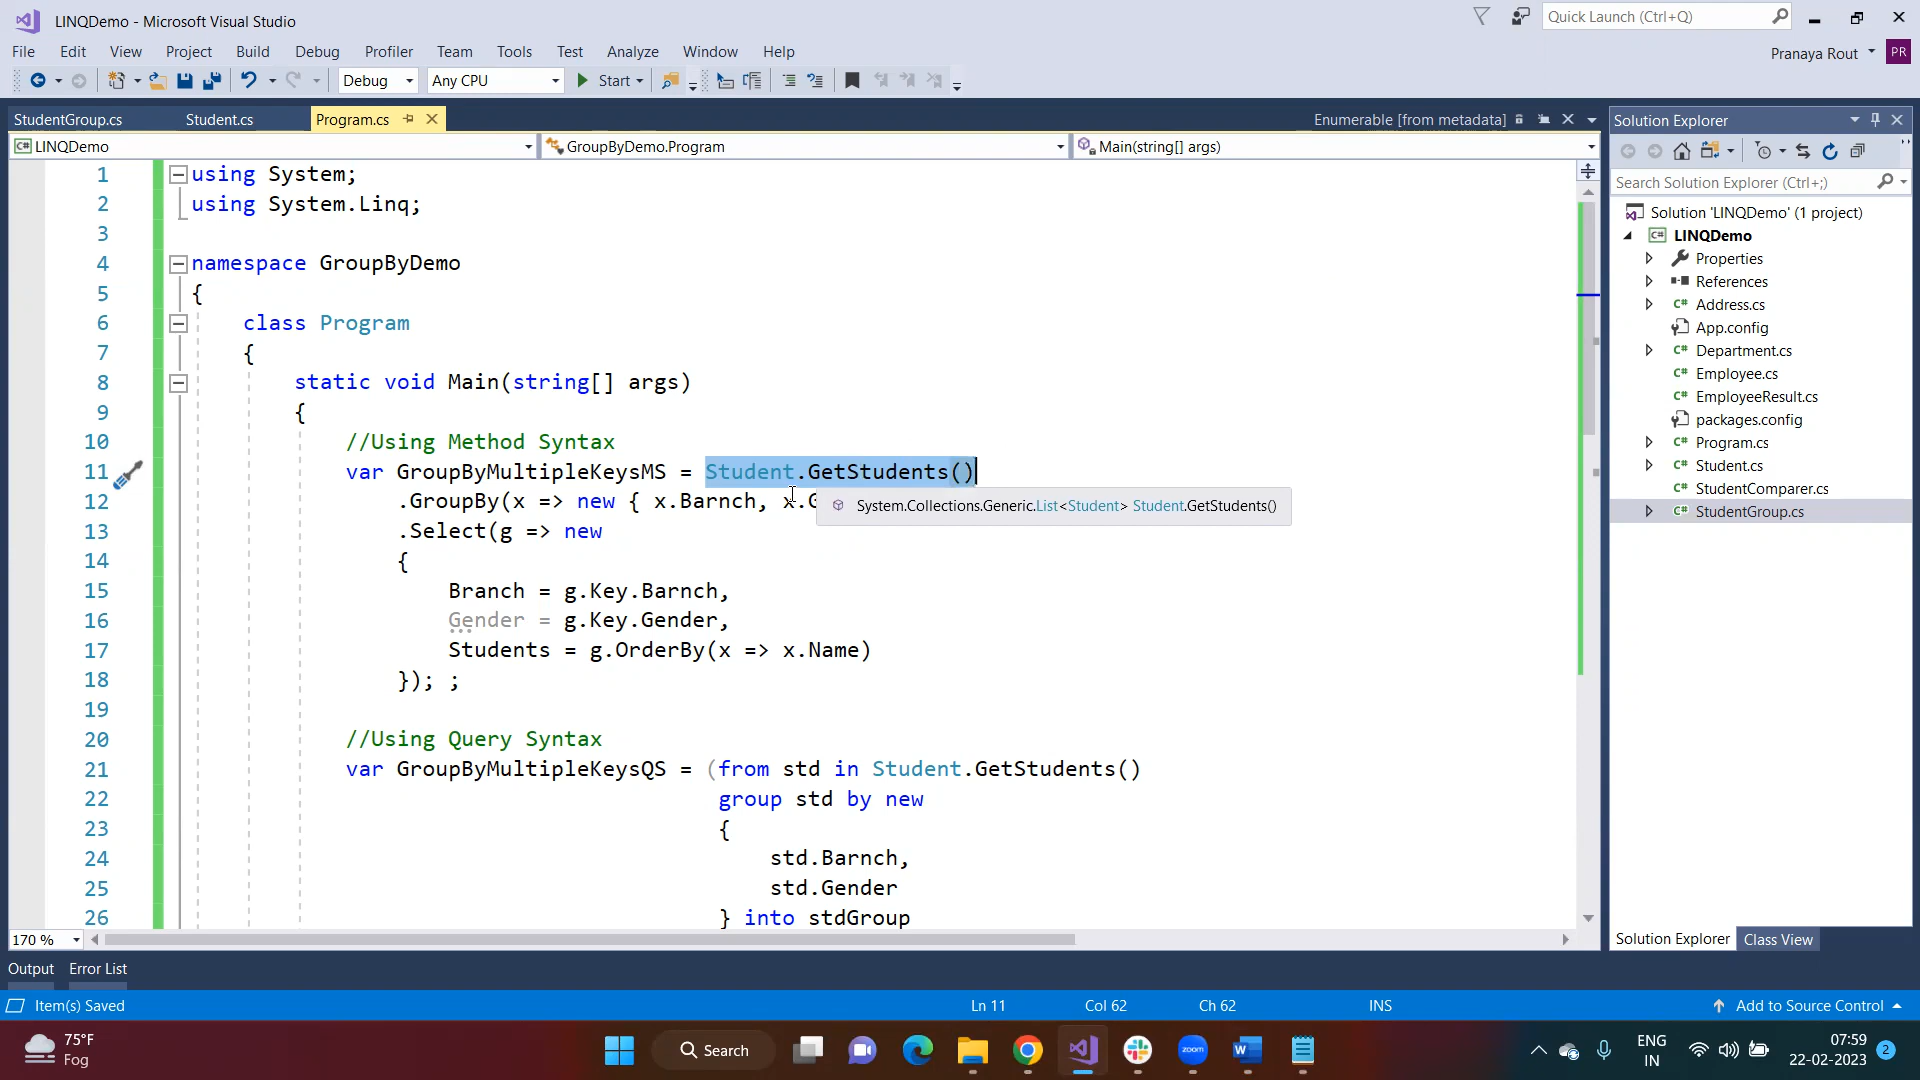 LINQDemo - Microsoft Visual Studio
Quick Launch (Ctrl+Q)
File Edit View Project Build Debug Profiler Team Tools Test Analyze Window Help
Pranaya Rout PR
Debug Any CPU Start
StudentGroup.cs Student.cs Program.cs Enumerable [from metadata]
LINQDemo GroupByDemo.Program Main(string[] args)
1 using System;
2 using System.Linq;
3
4 namespace GroupByDemo
5 {
6 class Program
7 {
8 static void Main(string[] args)
9 {
10 //Using Method Syntax
11 var GroupByMultipleKeysMS = Student.GetStudents()
12 .GroupBy(x => new { x.Barnch, x.G
System.Collections.Generic.List<Student> Student.GetStudents()
13 .Select(g => new
14 {
15 Branch = g.Key.Barnch,
16 Gender = g.Key.Gender,
17 Students = g.OrderBy(x => x.Name)
18 }); ;
19
20 //Using Query Syntax
21 var GroupByMultipleKeysQS = (from std in Student.GetStudents()
22 group std by new
23 {
24 std.Barnch,
25 std.Gender
26 } into stdGroup
170 %
Solution Explorer
Search Solution Explorer (Ctrl+;)
Solution 'LINQDemo' (1 project)
LINQDemo
Properties
References
Address.cs
App.config
Department.cs
Employee.cs
EmployeeResult.cs
packages.config
Program.cs
Student.cs
StudentComparer.cs
StudentGroup.cs
Solution Explorer Class View
Output Error List
Item(s) Saved Ln 11 Col 62 Ch 62 INS Add to Source Control
75°F
Fog
Search
zoom
ENG
IN
07:59
22-02-2023
2